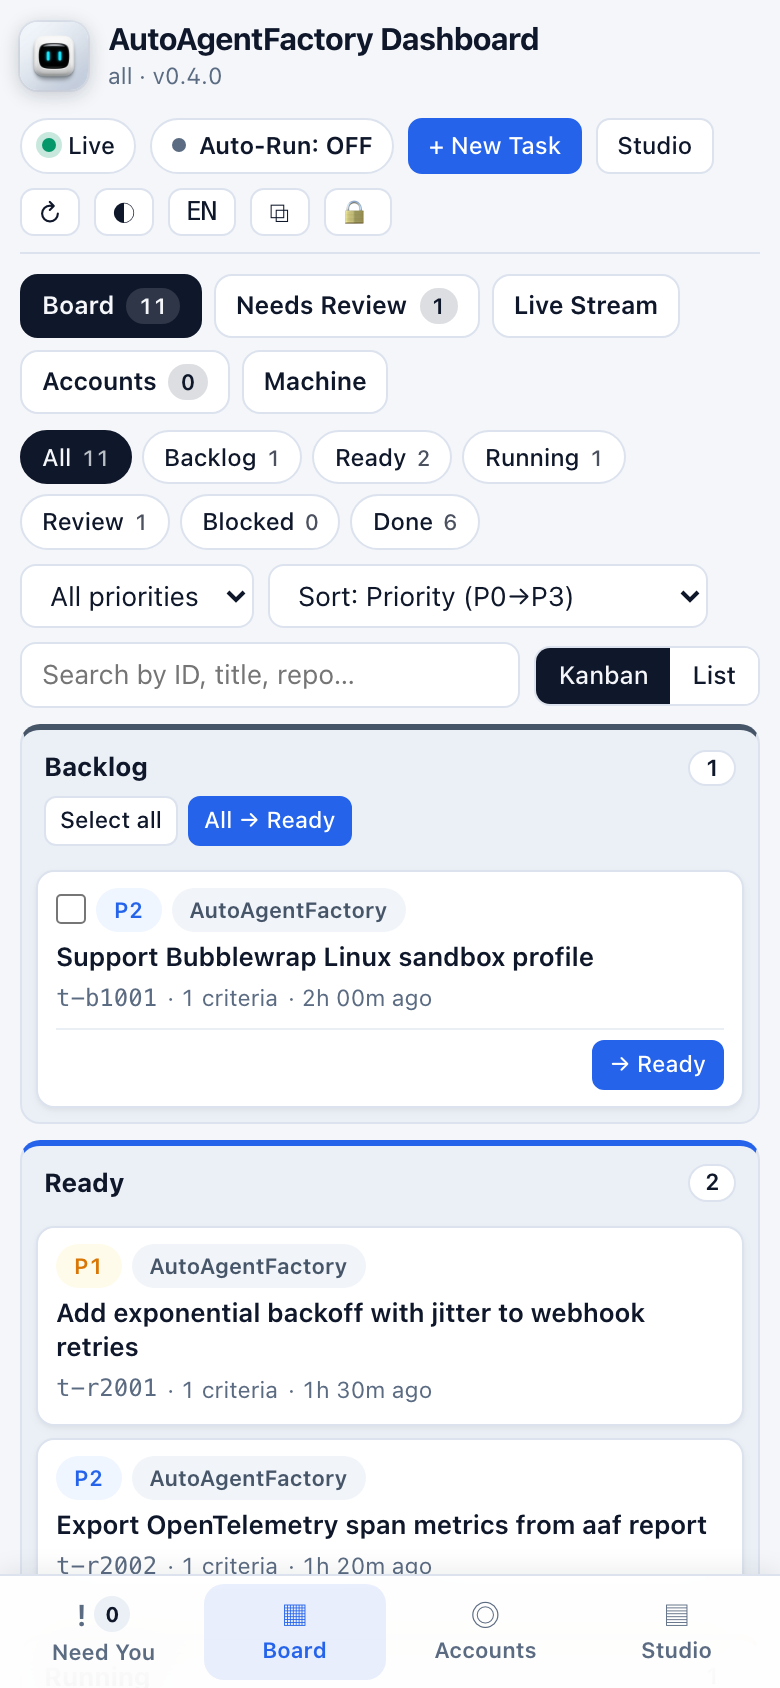 AutoAgentFactory Dashboard
all · v0.4.0
Live
Auto-Run: OFF
+ New Task
Studio
EN
Board 11
Needs Review 1
Live Stream
Accounts 0
Machine
All 11
Backlog 1
Ready 2
Running 1
Review 1
Blocked 0
Done 6
All priorities
Sort: Priority (P0→P3)
Search by ID, title, repo...
Kanban
List
Backlog
1
Select all
All → Ready
P2
AutoAgentFactory
Support Bubblewrap Linux sandbox profile
t-b1001 · 1 criteria · 2h 00m ago
→ Ready
Ready
2
P1
AutoAgentFactory
Add exponential backoff with jitter to webhook
retries
t-r2001 · 1 criteria · 1h 30m ago
P2
AutoAgentFactory
Export OpenTelemetry span metrics from aaf report
t-r2002 · 1 criteria · 1h 20m ago
! 0
Need You
Board
Accounts
Studio
Running
1